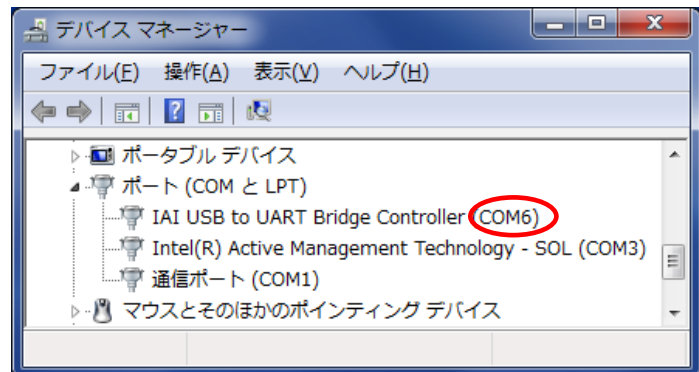 デバイス マネージャー
ファイル(F) 操作(A) 表示(V) ヘルプ(H)
ポータブル デバイス
ポート (COM と LPT)
IAI USB to UART Bridge Controller (COM6)
Intel(R) Active Management Technology - SOL (COM3)
通信ポート (COM1)
マウスとそのほかのポインティング デバイス